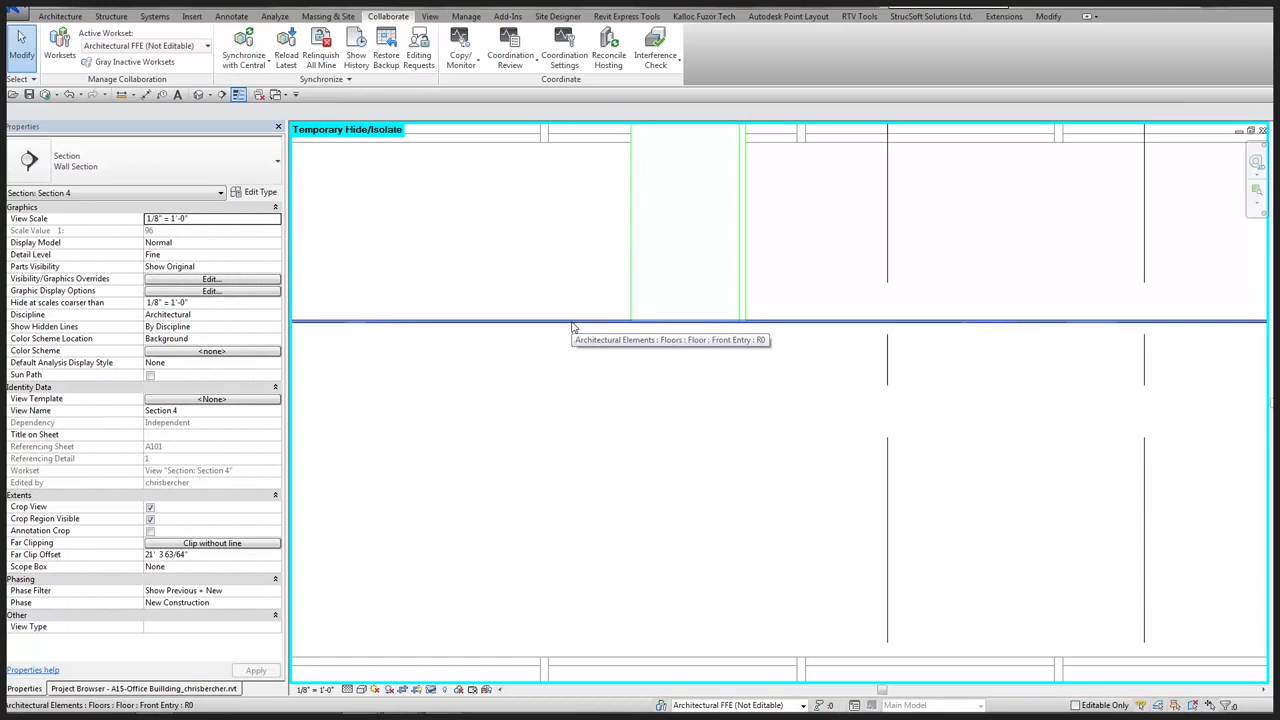 Architecture Structure Systems Insert Annotate Analyze Massing & Site Collaborate View Manage Add-Ins Site Designer Revit Express Tools Kalloc Fuzor Tech Autodesk Point Layout RTV Tools StrucSoft Solutions Ltd. Extensions Modify
Active Workset:
Architectural FFE (Not Editable)
Gray Inactive Worksets
Modify Worksets Synchronize with Central Reload Latest Relinquish All Mine Show History Restore Backup Editing Requests Copy/ Monitor Coordination Review Coordination Settings Reconcile Hosting Interference Check
Select Manage Collaboration Synchronize Coordinate
Properties
Temporary Hide/Isolate
Section
Wall Section
Section: Section 4 Edit Type
Graphics
View Scale 1/8" = 1'-0"
Scale Value 1: 96
Display Model Normal
Detail Level Fine
Parts Visibility Show Original
Visibility/Graphics Overrides Edit...
Graphic Display Options Edit...
Hide at scales coarser than 1/8" = 1'-0"
Discipline Architectural
Show Hidden Lines By Discipline
Color Scheme Location Background
Color Scheme <none>
Default Analysis Display Style None
Sun Path
Identity Data
View Template <None>
View Name Section 4
Dependency Independent
Title on Sheet
Referencing Sheet A101
Referencing Detail 1
Workset View "Section: Section 4"
Edited by chrisbercher
Extents
Crop View
Crop Region Visible
Annotation Crop
Far Clipping Clip without line
Far Clip Offset 21' 3 63/64"
Scope Box None
Phasing
Phase Filter Show Previous + New
Phase New Construction
Other
View Type
Architectural Elements : Floors : Floor : Front Entry : R0
Properties help Apply
Properties Project Browser - A15-Office Buillding_chrisbercher.rvt
1/8" = 1'-0"
Architectural Elements : Floors : Floor : Front Entry : R0
Architectural FFE (Not Editable) :0 Main Model Editable Only :0